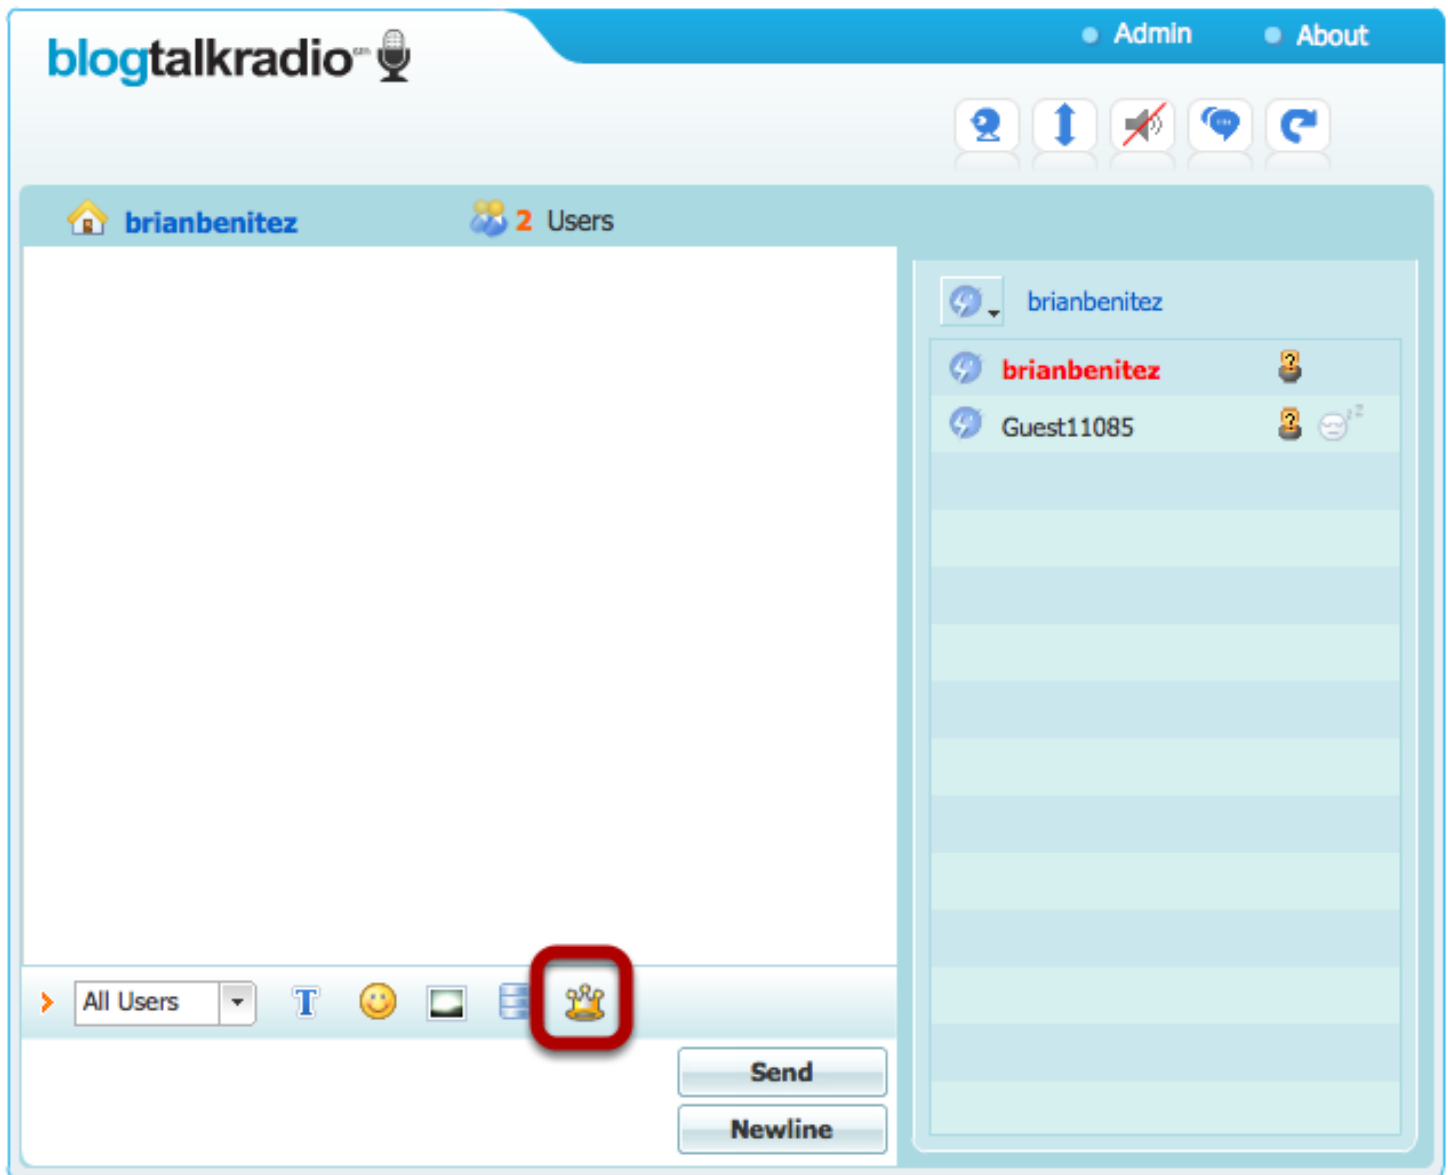 blogtalkradio
Admin
About
brianbenitez
2 Users
brianbenitez
brianbenitez
Guest11085
All Users
T
Send
Newline